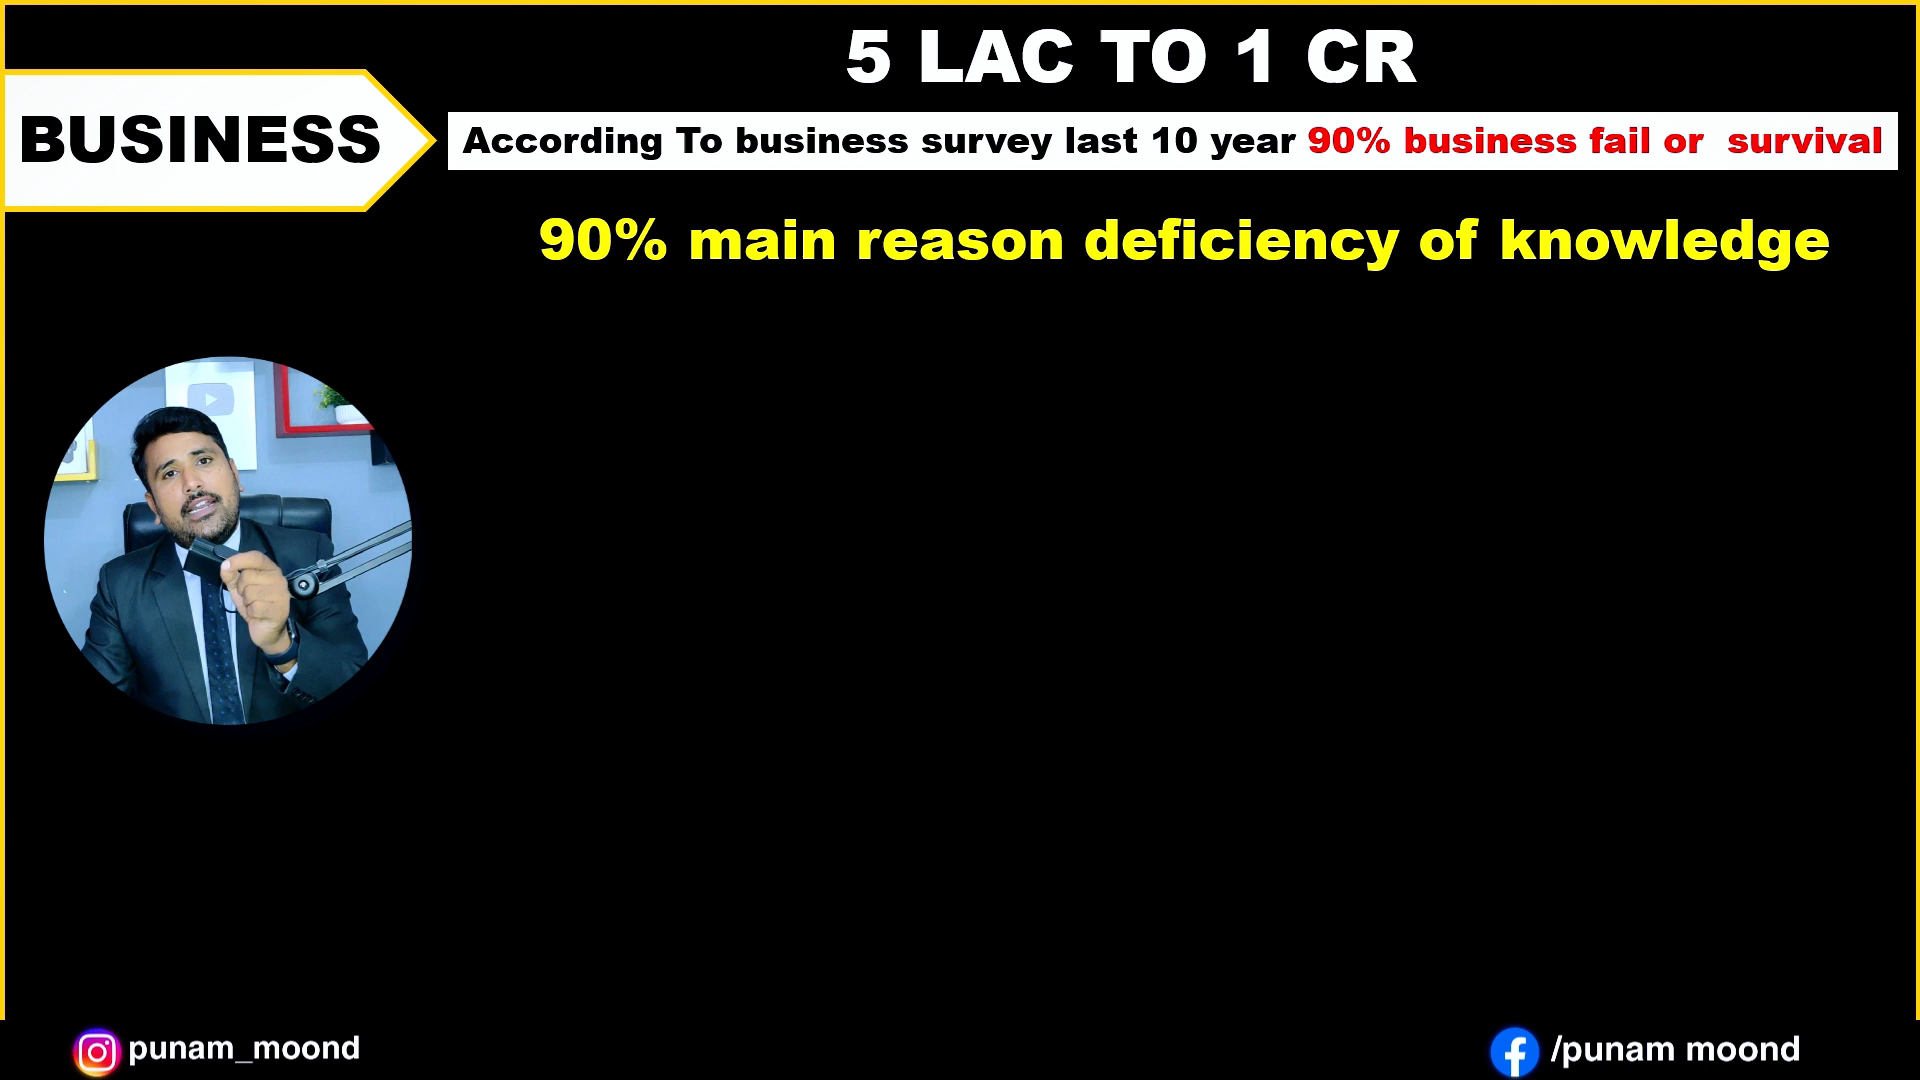 5 LAC TO 1 CR
BUSINESS
According To business survey last 10 year 90% business fail or  survival
90% main reason deficiency of knowledge
punam_moond
/punam moond